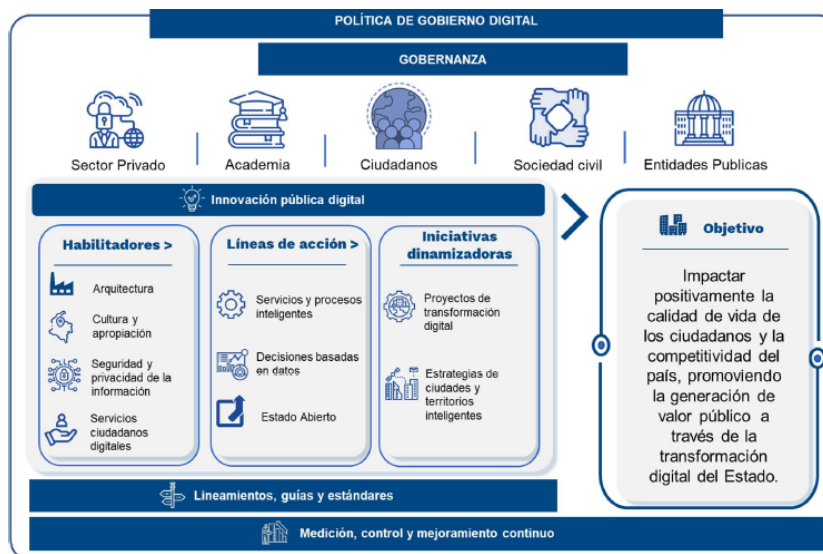 POLÍTICA DE GOBIERNO DIGITAL
GOBERNANZA
Sector Privado
Academia
Ciudadanos
Sociedad civil
Entidades Publicas
Innovación pública digital
Habilitadores >
Arquitectura
Cultura y
apropiación
Seguridad y
privacidad de la
información
Servicios
ciudadanos
digitales
Líneas de acción >
Servicios y procesos
inteligentes
Decisiones basadas
en datos
Estado Abierto
Iniciativas
dinamizadoras
Proyectos de
transformación
digital
Estrategias de
ciudades y
territorios
inteligentes
Objetivo
Impactar
positivamente la
calidad de vida de
los ciudadanos y la
competitividad del
país, promoviendo
la generación de
valor público a
través de la
transformación
digital del Estado.
Lineamientos, guías y estándares
Medición, control y mejoramiento continuo